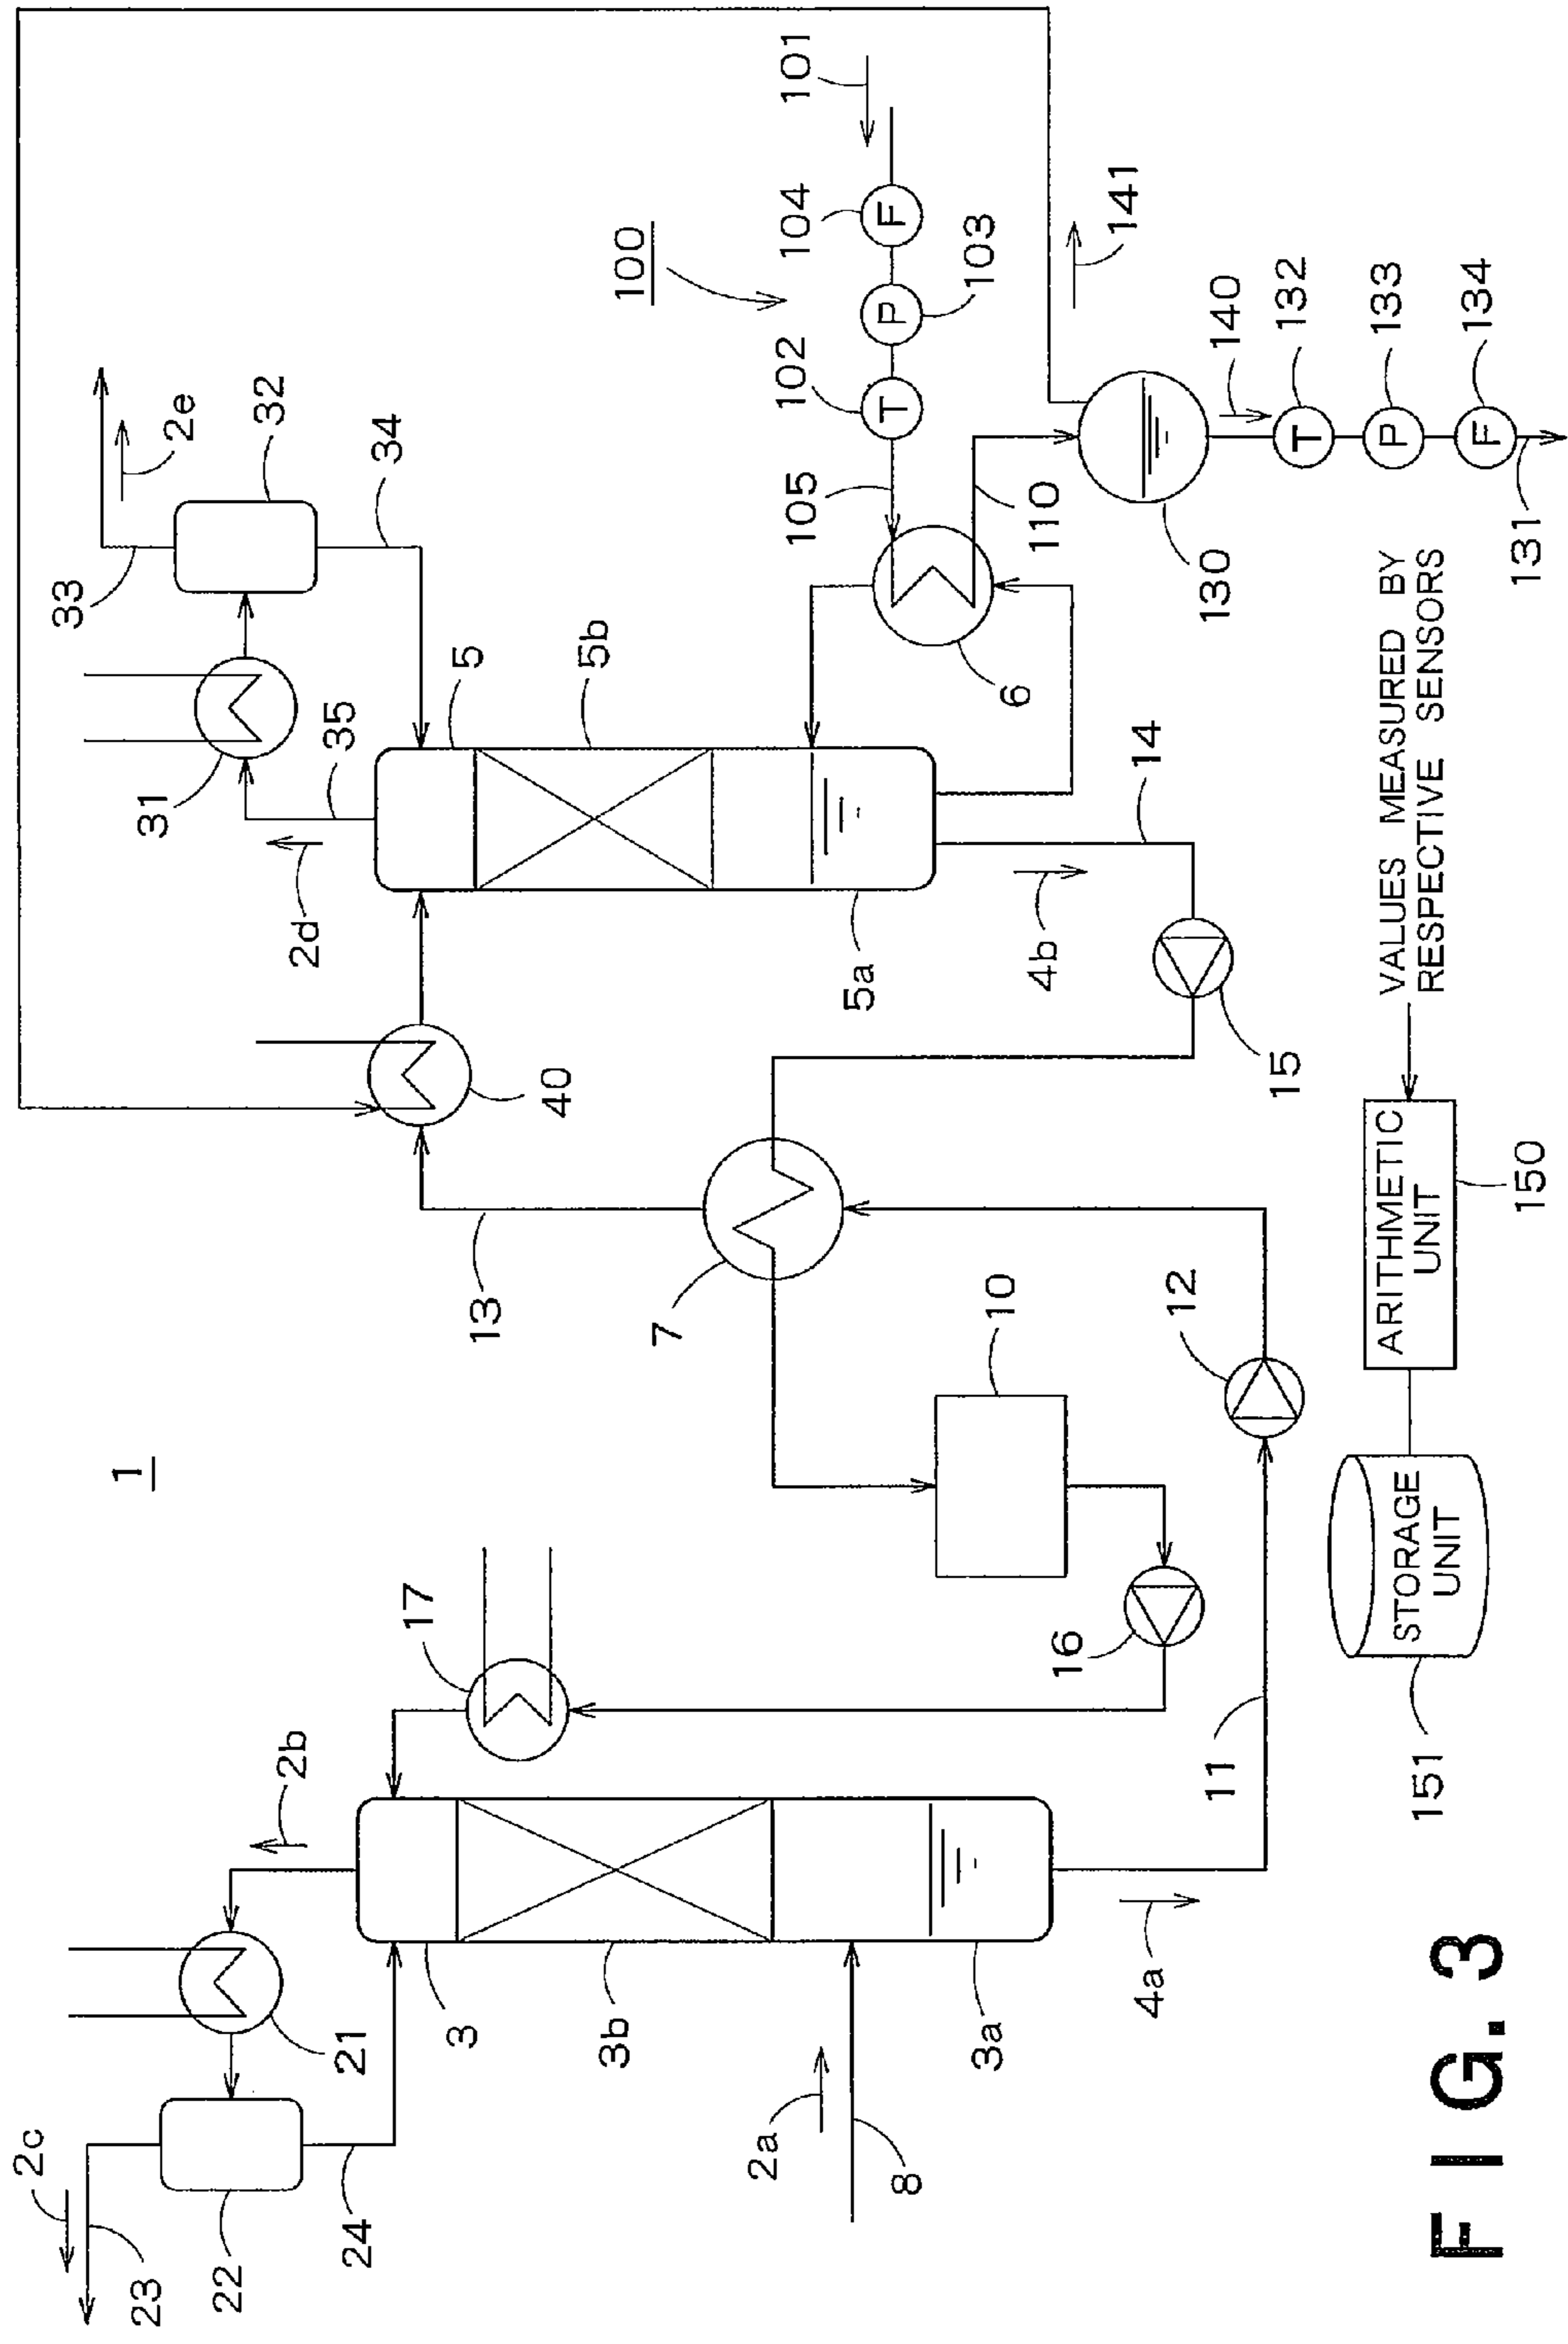 1
2c
23
22
24
21
2b
3
3b
3a
2a
8
4a
17
16
10
11
12
7
13
40
15
14
4b
5a
5
5b
2d
35
31
33
2e
32
34
6
105
110
102
T
103
P
104
F
101
100
141
130
140
T
132
P
133
F
134
131
VALUES MEASURED BY
RESPECTIVE SENSORS
ARITHMETIC
UNIT
150
STORAGE
UNIT
151
FIG. 3